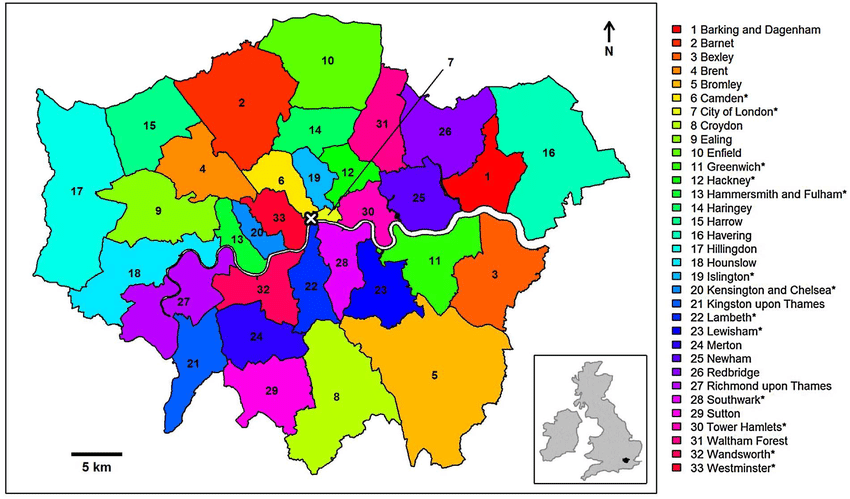 10
7
N
2
31
14
15
26
16
4
12
19
6
1
17
25
9
33
30
20
13
11
18
28
3
27
32
22
23
24
21
5
29
8
5 km
1 Barking and Dagenham
2 Barnet
3 Bexley
4 Brent
5 Bromley
6 Camden*
7 City of London*
8 Croydon
9 Ealing
10 Enfield
11 Greenwich*
12 Hackney*
13 Hammersmith and Fulham*
14 Haringey
15 Harrow
16 Havering
17 Hillingdon
18 Hounslow
19 Islington*
20 Kensington and Chelsea*
21 Kingston upon Thames
22 Lambeth*
23 Lewisham*
24 Merton
25 Newham
26 Redbridge
27 Richmond upon Thames
28 Southwark*
29 Sutton
30 Tower Hamlets*
31 Waltham Forest
32 Wandsworth*
33 Westminster*